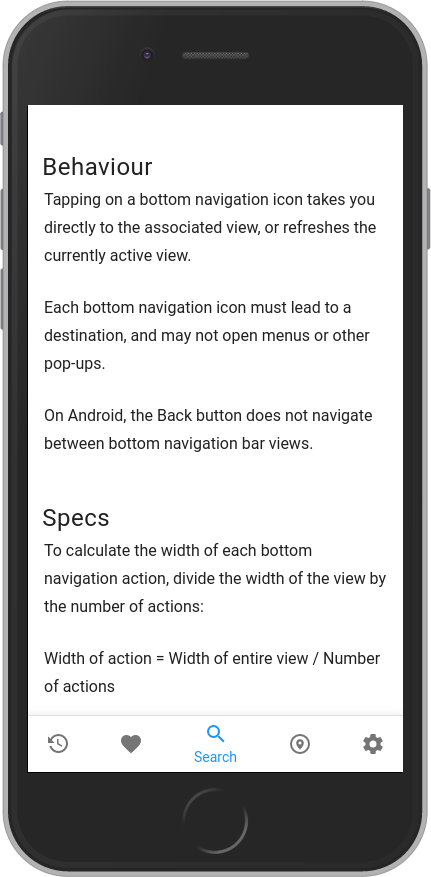 Behaviour
Tapping on a bottom navigation icon takes you
directly to the associated view, or refreshes the
currently active view.
Each bottom navigation icon must lead to a
destination, and may not open menus or other
pop-ups.
On Android, the Back button does not navigate
between bottom navigation bar views.
Specs
To calculate the width of each bottom
navigation action, divide the width of the view by
the number of actions:
Width of action = Width of entire view / Number
of actions
Search